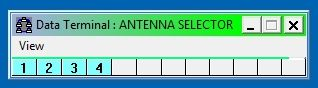 Data Terminal : ANTENNA SELECTOR
View
1 2 3 4